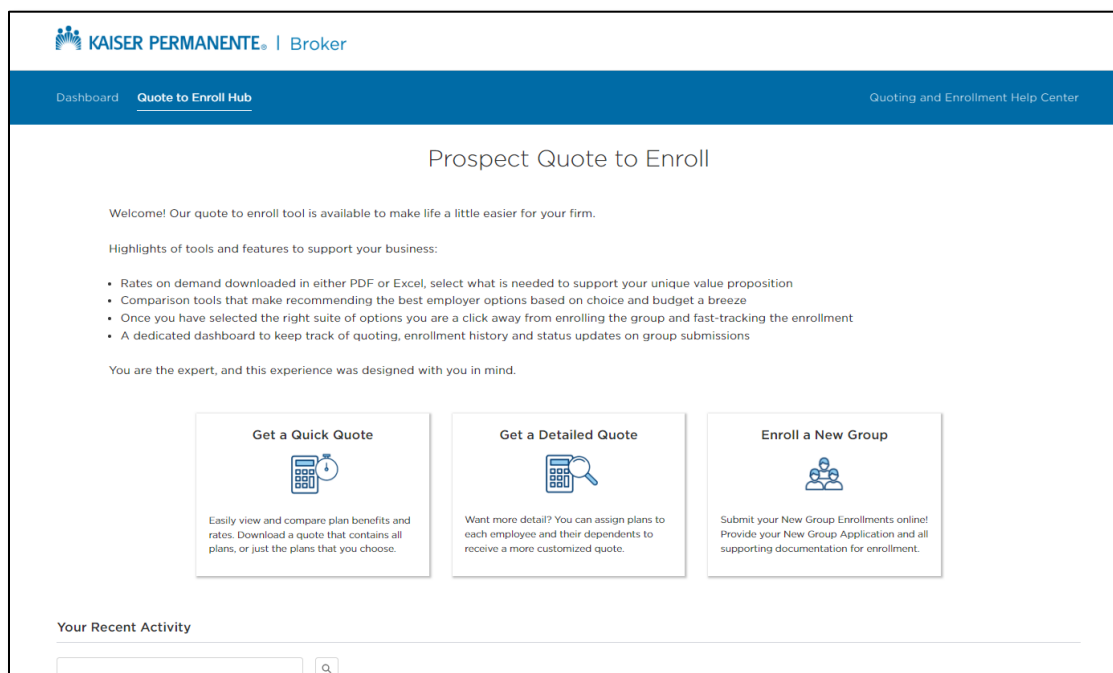 KAISER PERMANENTE® | Broker
Dashboard Quote to Enroll Hub Quoting and Enrollment Help Center
Prospect Quote to Enroll
Welcome! Our quote to enroll tool is available to make life a little easier for your firm.
Highlights of tools and features to support your business:
• Rates on demand downloaded in either PDF or Excel, select what is needed to support your unique value proposition
• Comparison tools that make recommending the best employer options based on choice and budget a breeze
• Once you have selected the right suite of options you are a click away from enrolling the group and fast-tracking the enrollment
• A dedicated dashboard to keep track of quoting, enrollment history and status updates on group submissions
You are the expert, and this experience was designed with you in mind.
Get a Quick Quote
Easily view and compare plan benefits and
rates. Download a quote that contains all
plans, or just the plans that you choose.
Get a Detailed Quote
Want more detail? You can assign plans to
each employee and their dependents to
receive a more customized quote.
Enroll a New Group
Submit your New Group Enrollments online!
Provide your New Group Application and all
supporting documentation for enrollment.
Your Recent Activity